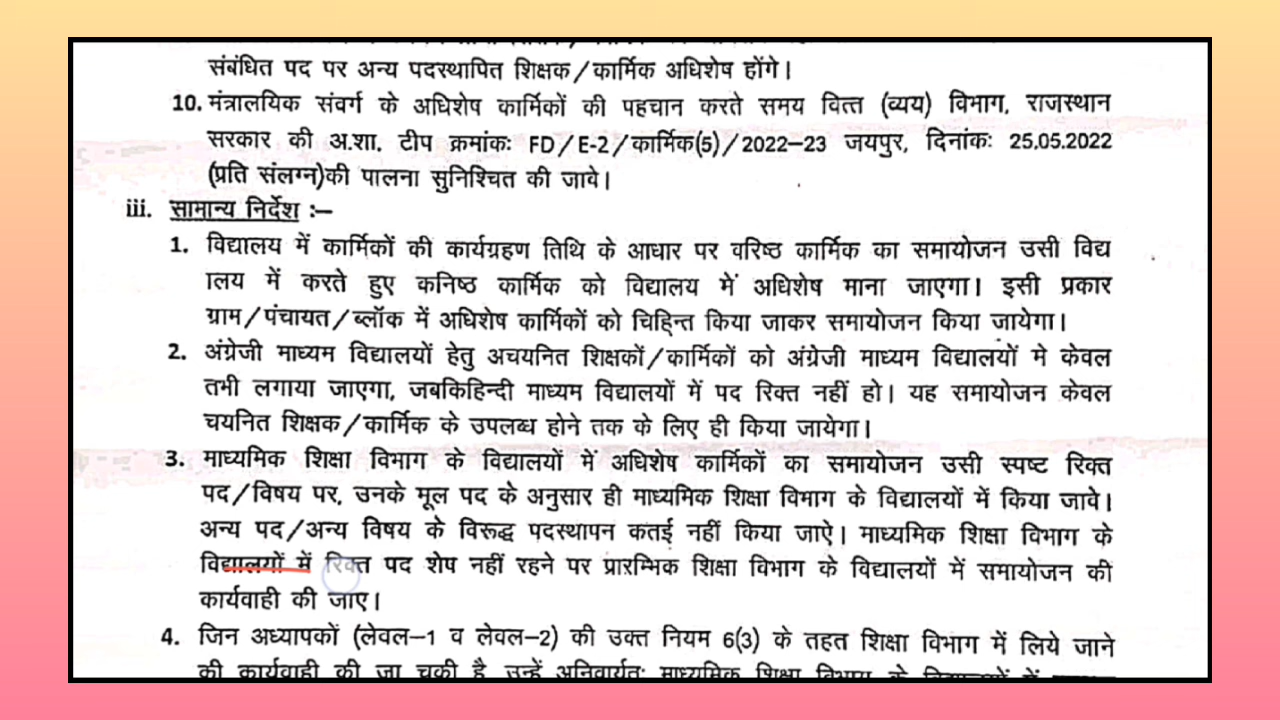 संबंधित पद पर अन्य पदस्थापित शिक्षक/कार्मिक अधिशेष होंगे।
10. मंत्रालयिक संवर्ग के अधिशेष कार्मिकों की पहचान करते समय वित्त (व्यय) विभाग, राजस्थान
सरकार की अ.शा. टीप क्रमांकः FD/E-2/कार्मिक(5)/2022–23 जयपुर, दिनांकः 25.05.2022
(प्रति संलग्न)की पालना सुनिश्चित की जावे।
iii. सामान्य निर्देश :–
1. विद्यालय में कार्मिकों की कार्यग्रहण तिथि के आधार पर वरिष्ठ कार्मिक का समायोजन उसी विद्य
ालय में करते हुए कनिष्ठ कार्मिक को विद्यालय में अधिशेष माना जाएगा। इसी प्रकार
ग्राम/पंचायत/ब्लॉक में अधिशेष कार्मिकों को चिह्न्ति किया जाकर समायोजन किया जायेगा।
2. अंग्रेजी माध्यम विद्यालयों हेतु अचयनित शिक्षकों/कार्मिकों को अंग्रेजी माध्यम विद्यालयों मे केवल
तभी लगाया जाएगा, जबकिहिन्दी माध्यम विद्यालयों में पद रिक्त नहीं हो। यह समायोजन केवल
चयनित शिक्षक/कार्मिक के उपलब्ध होने तक के लिए ही किया जायेगा।
3. माध्यमिक शिक्षा विभाग के विद्यालयों में अधिशेष कार्मिकों का समायोजन उसी स्पष्ट रिक्त
पद/विषय पर, उनके मूल पद के अनुसार ही माध्यमिक शिक्षा विभाग के विद्यालयों में किया जावे।
अन्य पद/अन्य विषय के विरूद्ध पदस्थापन कतई नहीं किया जाऐ। माध्यमिक शिक्षा विभाग के
विद्यालयों में रिक्त पद शेष नहीं रहने पर प्रारम्भिक शिक्षा विभाग के विद्यालयों में समायोजन की
कार्यवाही की जाए।
4. जिन अध्यापकों (लेवल–1 व लेवल–2) की उक्त नियम 6(3) के तहत शिक्षा विभाग में लिये जाने
की कार्यवाही की जा चुकी है, उन्हें अनिवार्यतः माध्यमिक शिक्षा विभाग के विद्यालयों में